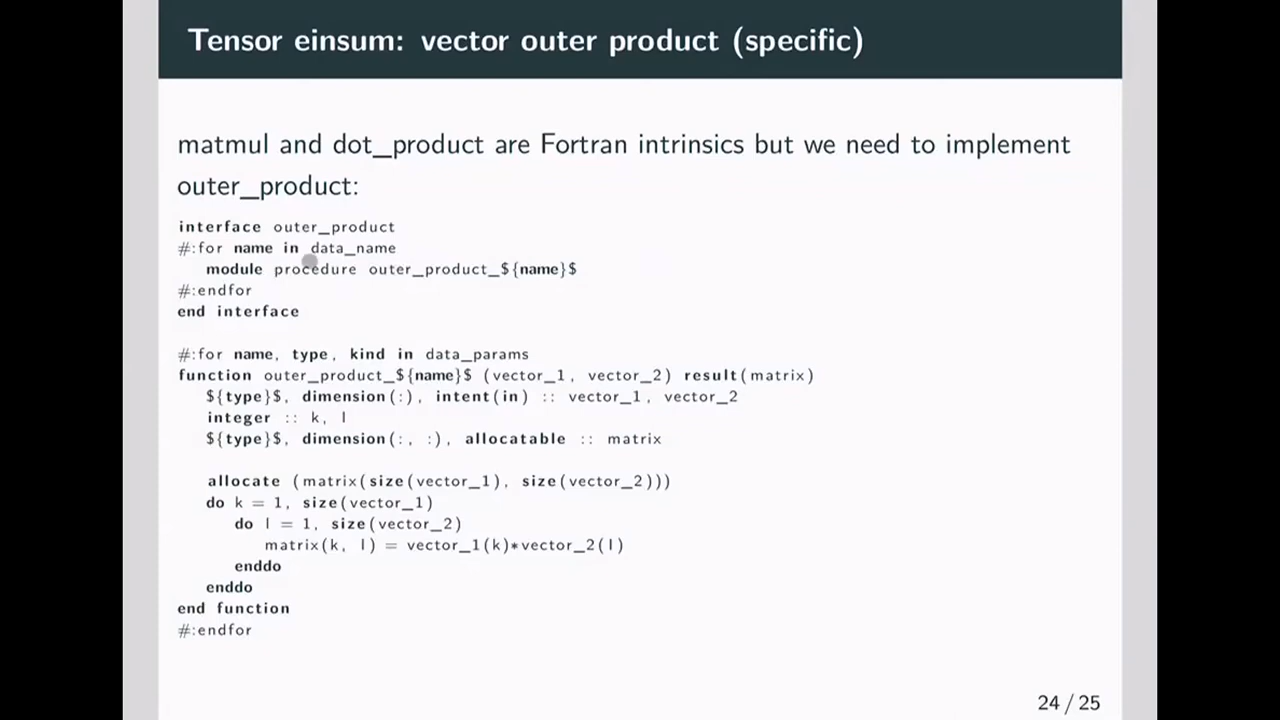 Tensor einsum: vector outer product (specific)
matmul and dot_product are Fortran intrinsics but we need to implement
outer_product:
interface outer_product
#:for name in data_name
module procedure outer_product_${name}$
#:endfor
end interface
#:for name, type, kind in data_params
function outer_product_${name}$ (vector_1, vector_2) result(matrix)
${type}$, dimension(:), intent(in) :: vector_1, vector_2
integer :: k, l
${type}$, dimension(:, :), allocatable :: matrix
allocate (matrix(size(vector_1), size(vector_2)))
do k = 1, size(vector_1)
do l = 1, size(vector_2)
matrix(k, l) = vector_1(k)*vector_2(l)
enddo
enddo
end function
#:endfor
24 / 25